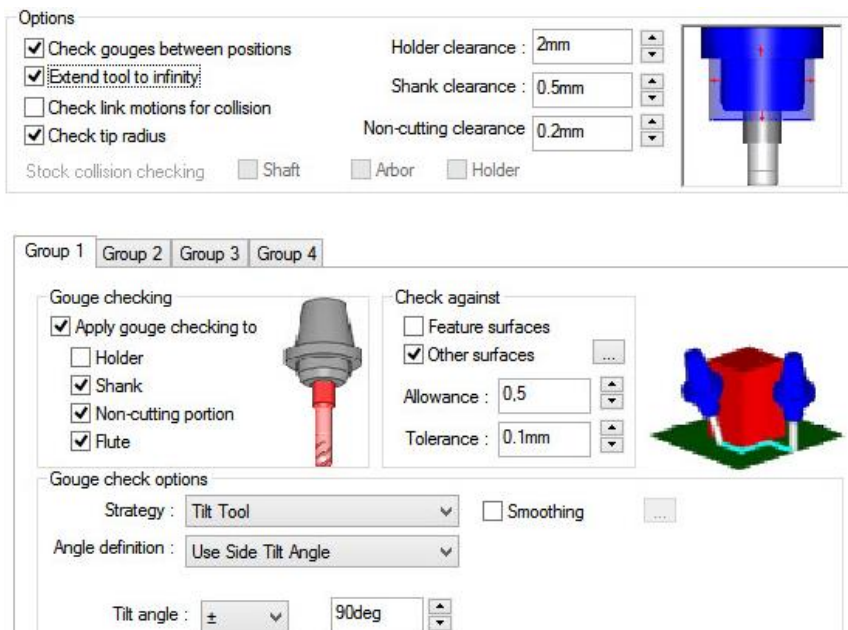 Options
Check gouges between positions
Holder clearance : 2mm
Extend tool to infinity
Shank clearance : 0.5mm
Check link motions for collision
Check tip radius
Non-cutting clearance 0.2mm
Stock collision checking Shaft Arbor Holder
Group 1 Group 2 Group 3 Group 4
Gouge checking
Check against
Apply gouge checking to
Feature surfaces
Holder
Other surfaces ...
Shank
Allowance : 0,5
Non-cutting portion
Flute
Tolerance : 0.1mm
Gouge check options
Strategy : Tilt Tool
Smoothing ...
Angle definition : Use Side Tilt Angle
Tilt angle : ± 90deg